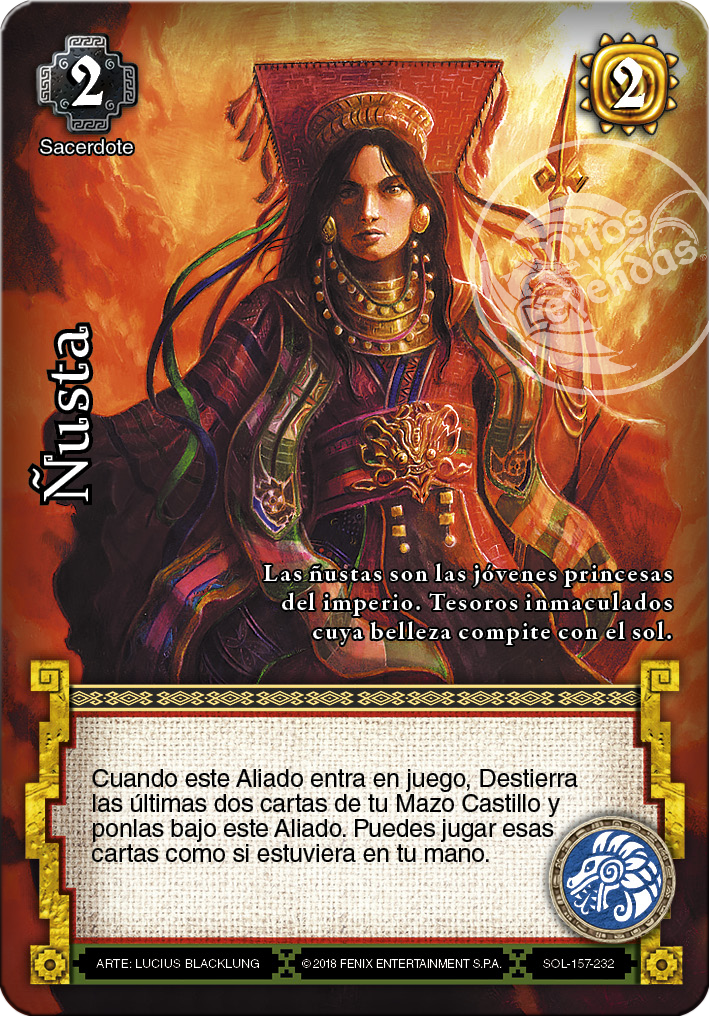 2
2
Sacerdote
Mitos
y
Leyendas
Ñusta
Las ñustas son las jóvenes princesas
del imperio. Tesoros inmaculados
cuya belleza compite con el sol.
Cuando este Aliado entra en juego, Destierra
las últimas dos cartas de tu Mazo Castillo y
ponlas bajo este Aliado. Puedes jugar esas
cartas como si estuviera en tu mano.
ARTE: LUCIUS BLACKLUNG
©2018 FENIX ENTERTAINMENT S.P.A.
SOL-157-232